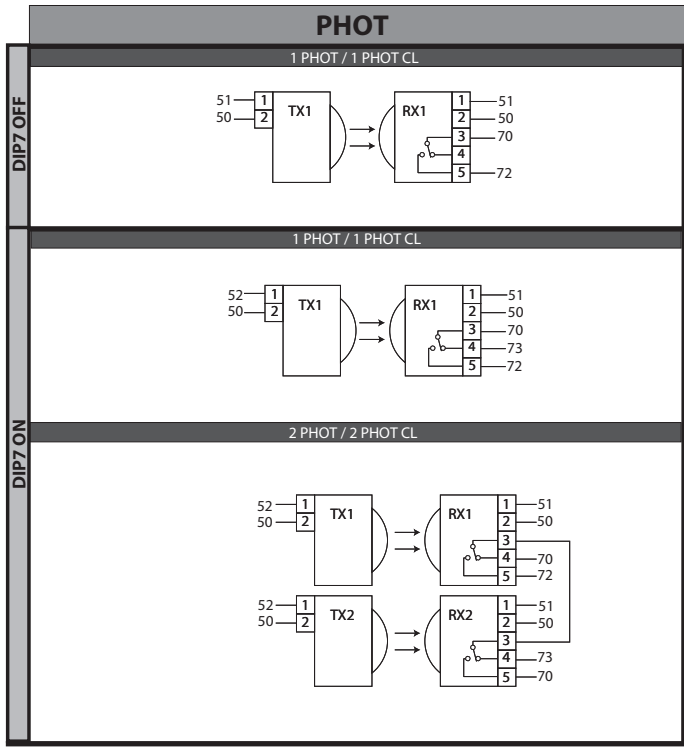 PHOT
DIP7 OFF
1 PHOT / 1 PHOT CL
51 1 TX1 RX1 1 51
50 2 2 50
3 70
4
5 72
DIP7 ON
1 PHOT / 1 PHOT CL
52 1 TX1 RX1 1 51
50 2 2 50
3 70
4 73
5 72
2 PHOT / 2 PHOT CL
52 1 TX1 RX1 1 51
50 2 2 50
3
4 70
5 72
52 1 TX2 RX2 1 51
50 2 2 50
3
4 73
5 70